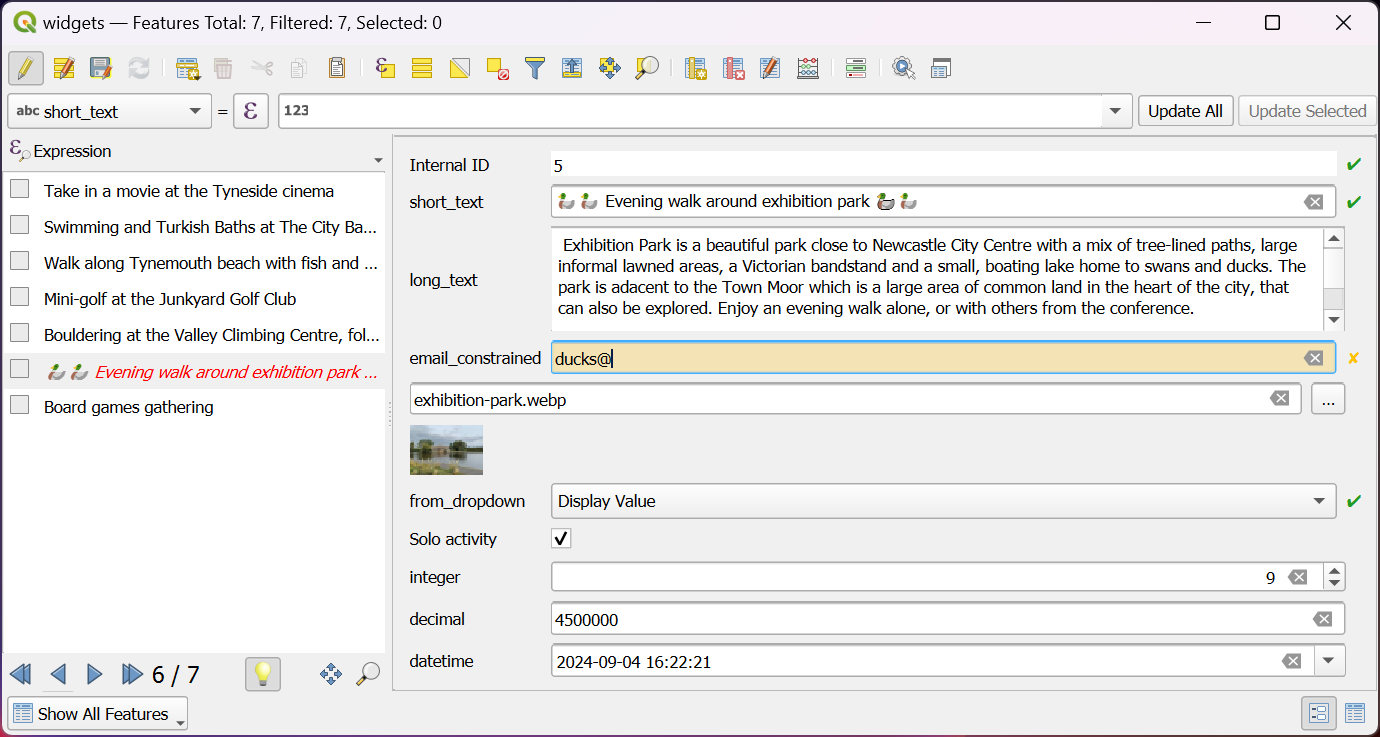 widgets — Features Total: 7, Filtered: 7, Selected: 0
abc short_text = ε 123 Update All Update Selected
Expression
Take in a movie at the Tyneside cinema
Swimming and Turkish Baths at The City Ba...
Walk along Tynemouth beach with fish and ...
Mini-golf at the Junkyard Golf Club
Bouldering at the Valley Climbing Centre, fol...
🦆 🦆 Evening walk around exhibition park ...
Board games gathering
6 / 7
Show All Features
Internal ID 5
short_text 🦆 🦆 Evening walk around exhibition park 🦆 🦆
long_text
Exhibition Park is a beautiful park close to Newcastle City Centre with a mix of tree-lined paths, large
informal lawned areas, a Victorian bandstand and a small, boating lake home to swans and ducks. The
park is adacent to the Town Moor which is a large area of common land in the heart of the city, that
can also be explored. Enjoy an evening walk alone, or with others from the conference.
email_constrained ducks@
exhibition-park.webp ...
from_dropdown Display Value
Solo activity
integer 9
decimal 4500000
datetime 2024-09-04 16:22:21